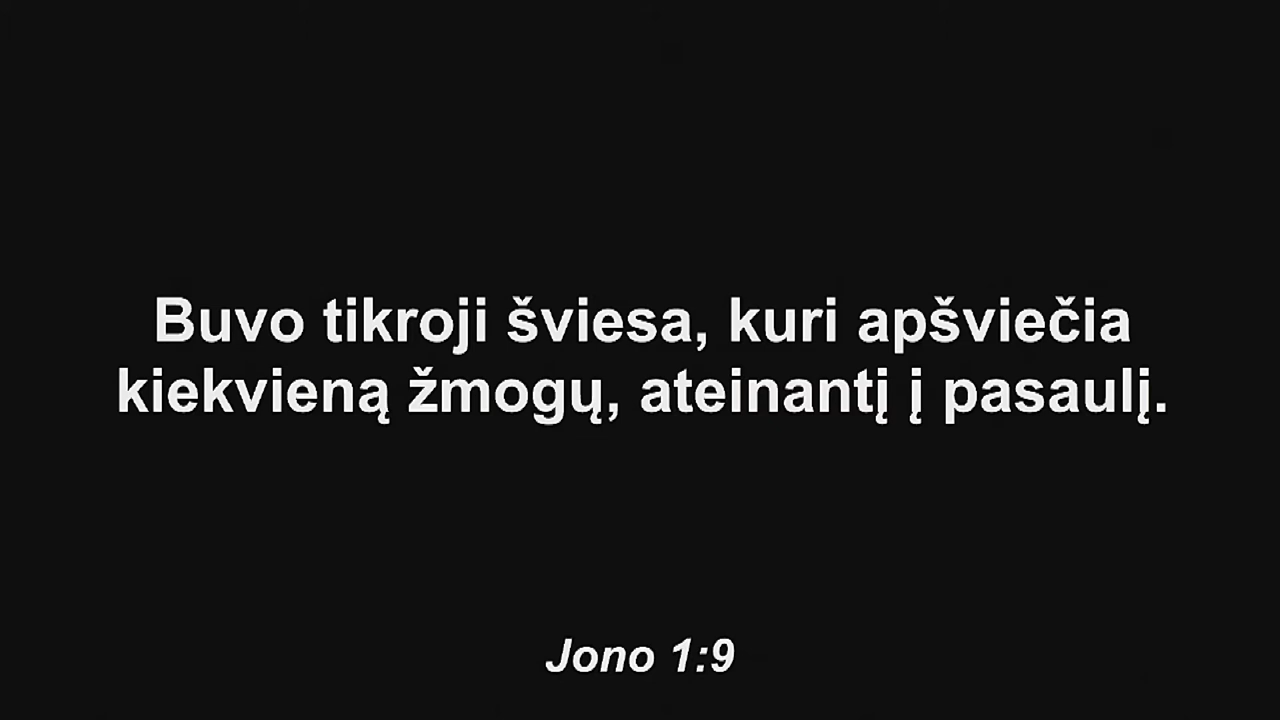 Buvo tikroji šviesa, kuri apšviečia
kiekvieną žmogų, ateinantį į pasaulį.
Jono 1:9